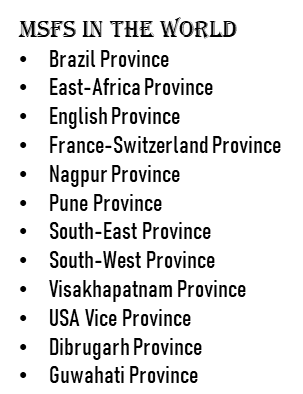 MSFS IN THE WORLD
• Brazil Province
• East-Africa Province
• English Province
• France-Switzerland Province
• Nagpur Province
• Pune Province
• South-East Province
• South-West Province
• Visakhapatnam Province
• USA Vice Province
• Dibrugarh Province
• Guwahati Province